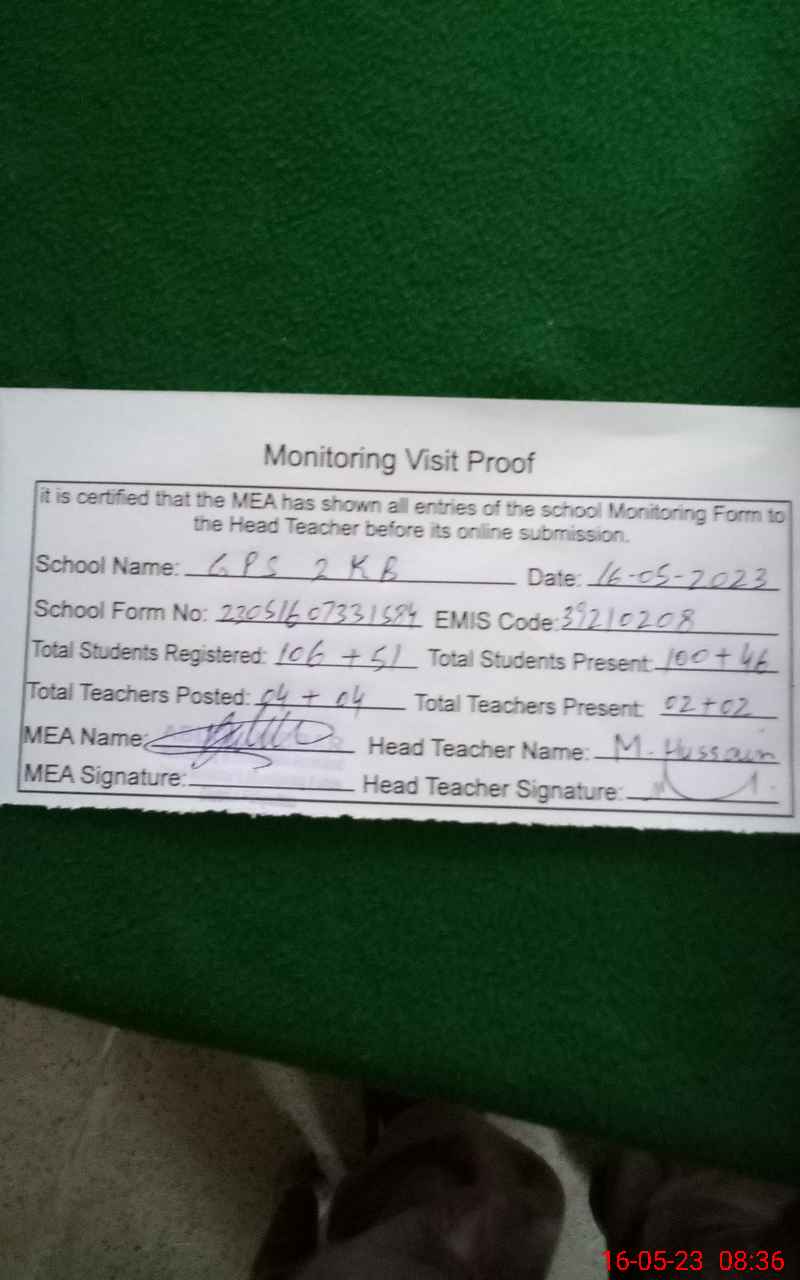 Monitoring Visit Proof
it is certified that the MEA has shown all entries of the school Monitoring Form to
the Head Teacher before its online submission.
School Name: GPS 2 KB Date: 16-05-2023
School Form No: 23051607331594 EMIS Code: 39210208
Total Students Registered: 106 + 51 Total Students Present: 100 + 46
Total Teachers Posted: 04 + 04 Total Teachers Present: 02 + 02
MEA Name: Head Teacher Name: M. Hussain
MEA Signature: Head Teacher Signature:
16-05-23 08:36